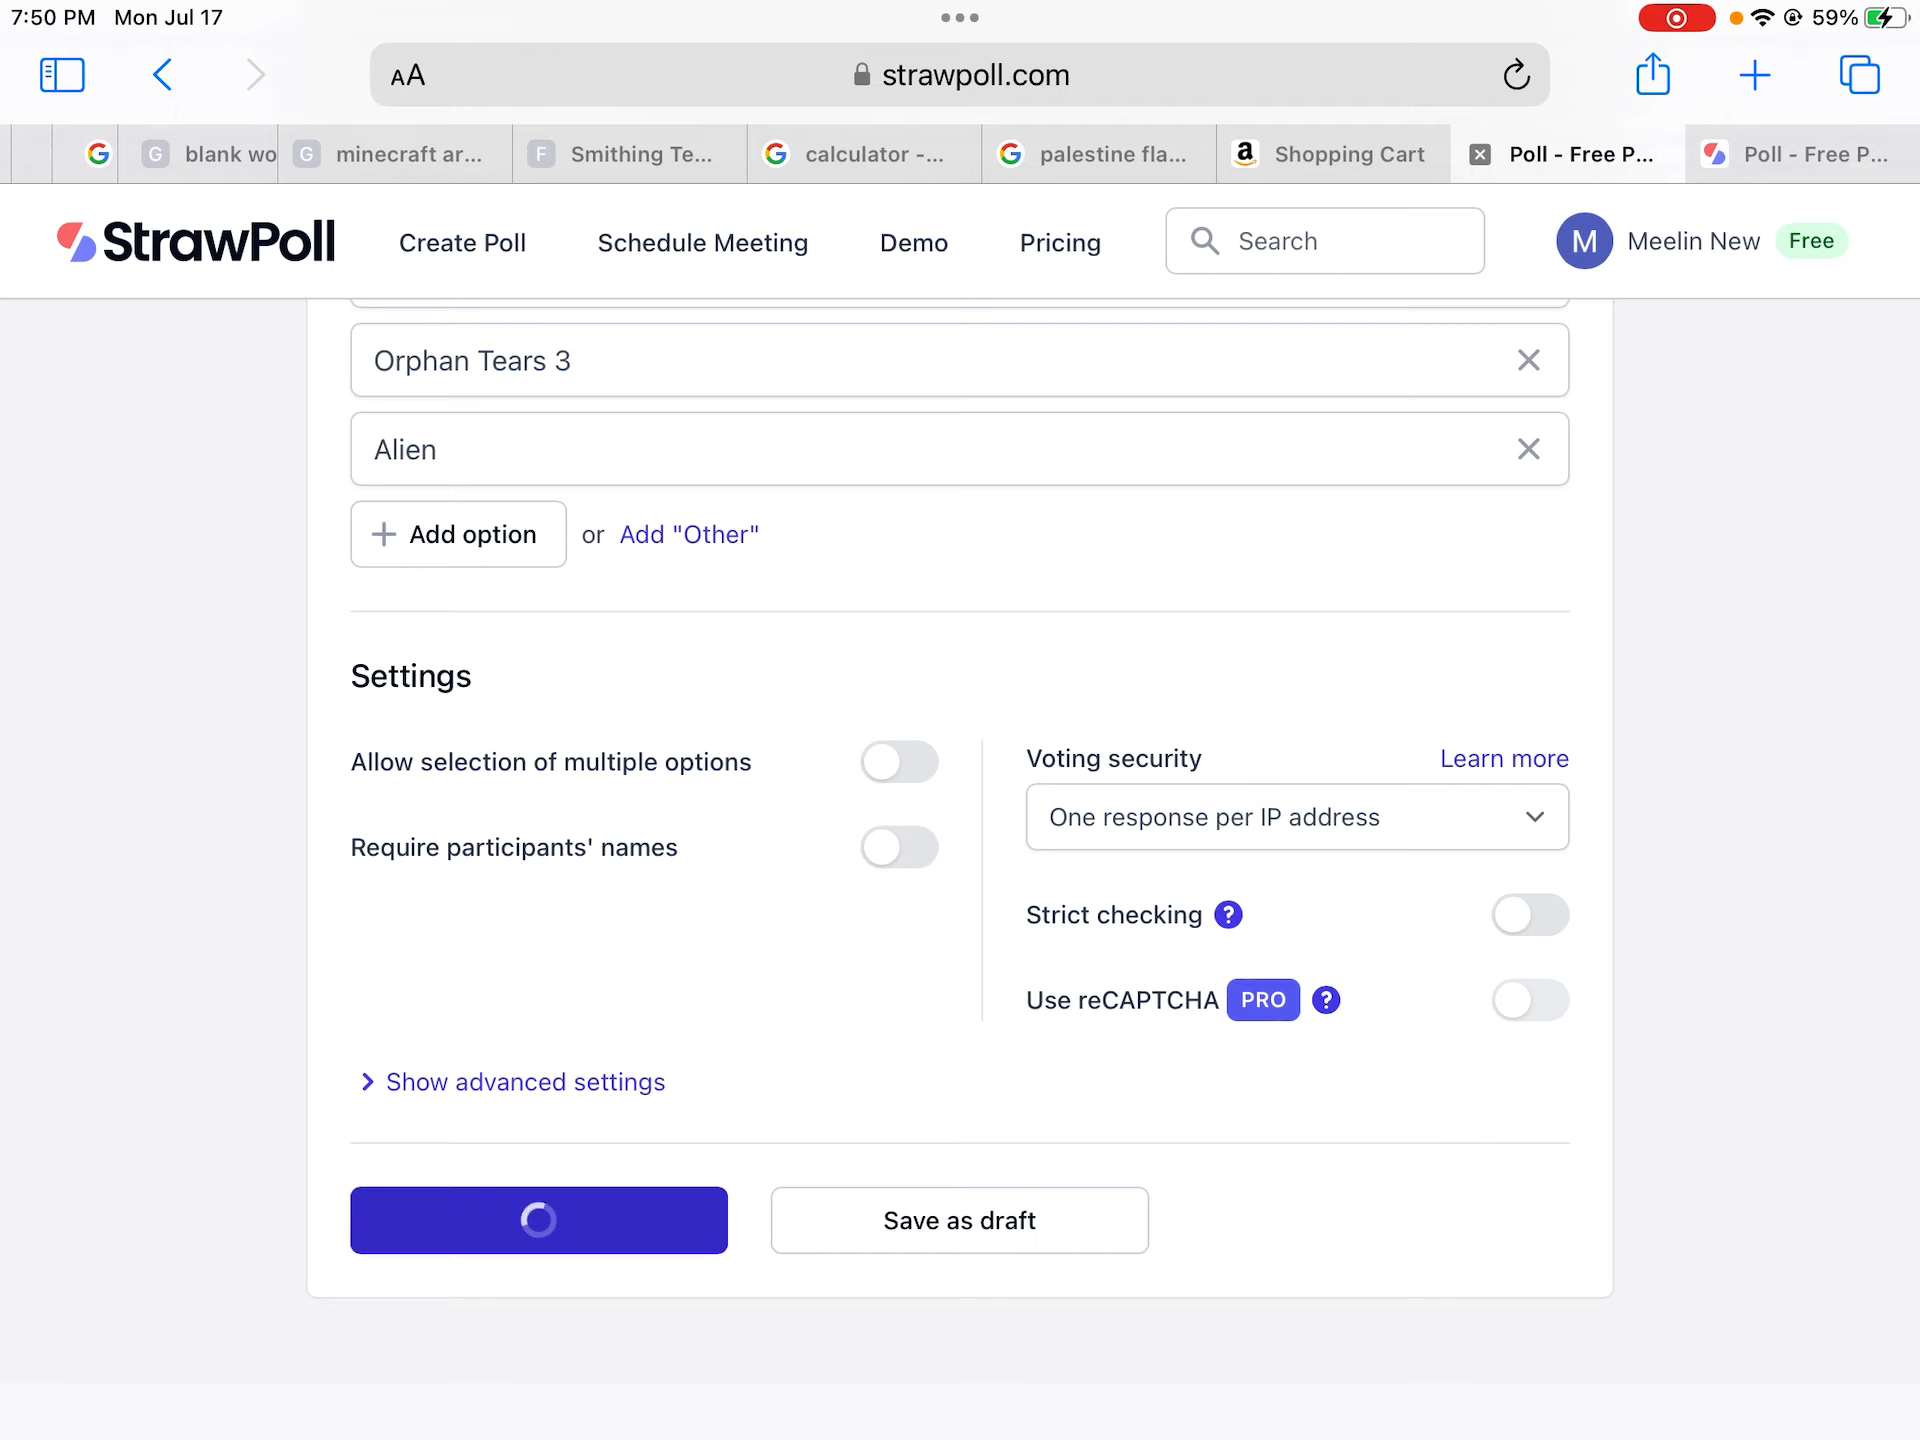 7:50 PM Mon Jul 17
59%
AA
strawpoll.com
G
G blank wo
G minecraft ar...
F Smithing Te...
G calculator -...
G palestine fla...
a Shopping Cart
Poll - Free P...
Poll - Free P...
StrawPoll
Create Poll
Schedule Meeting
Demo
Pricing
Search
M
Meelin New
Free
Orphan Tears 3
Alien
+ Add option or Add "Other"
Settings
Allow selection of multiple options
Require participants' names
Voting security
Learn more
One response per IP address
Strict checking ?
Use reCAPTCHA PRO ?
Show advanced settings
Save as draft